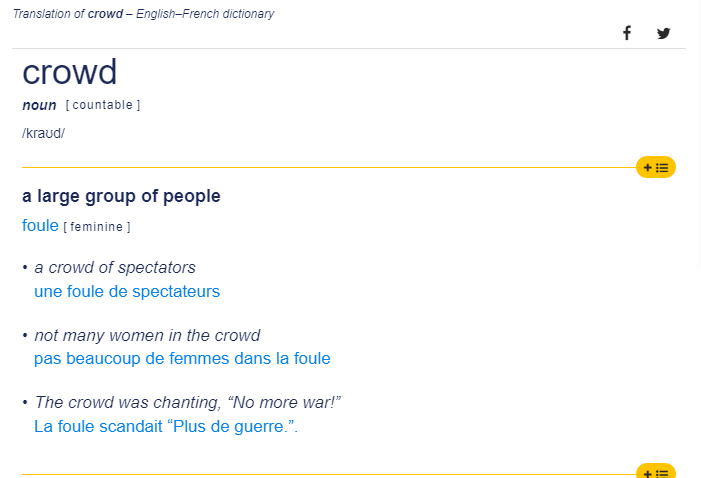 Translation of crowd – English–French dictionary
crowd
noun [ countable ]
/kraʊd/
a large group of people
foule [ feminine ]
• a crowd of spectators
une foule de spectateurs
• not many women in the crowd
pas beaucoup de femmes dans la foule
• The crowd was chanting, “No more war!”
La foule scandait “Plus de guerre.”.